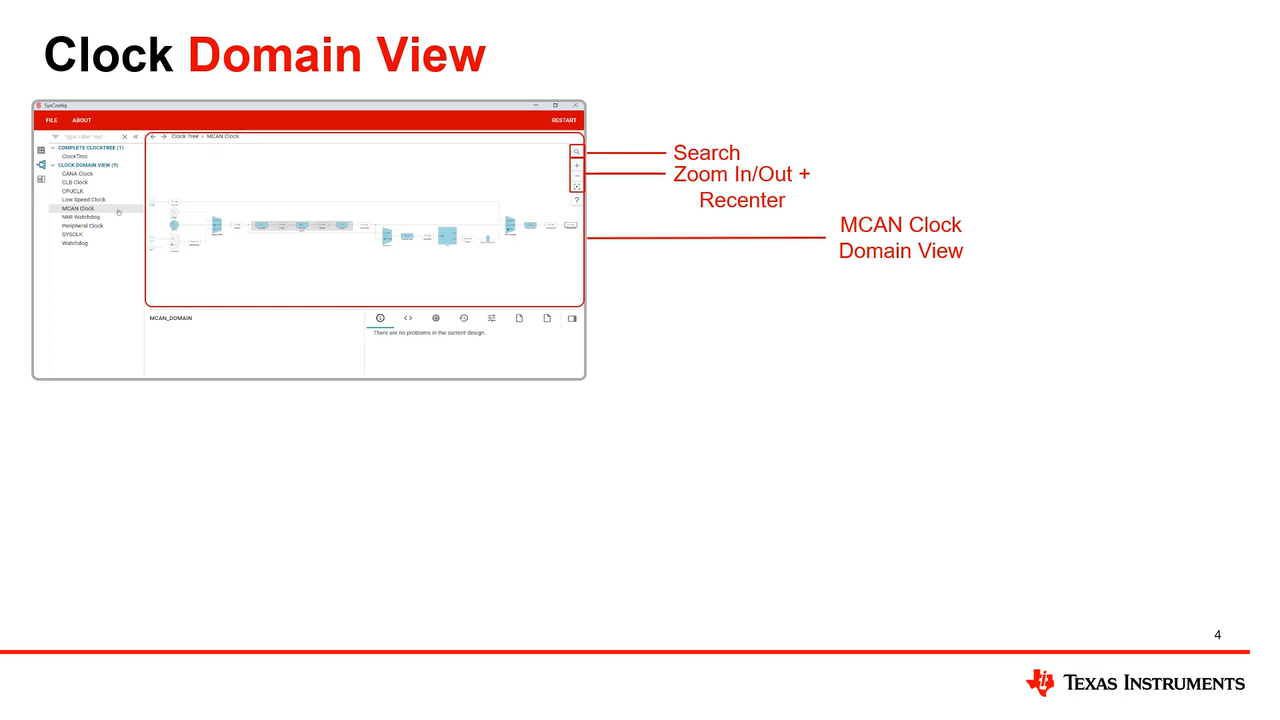 Clock Domain View
SysConfig
FILE ABOUT RESTART
Type Filter Text...
Clock Tree › MCAN Clock
COMPLETE CLOCKTREE (1)
ClockTree
CLOCK DOMAIN VIEW (9)
CANA Clock
CLB Clock
CPUCLK
Low Speed Clock
MCAN Clock
NMI Watchdog
Peripheral Clock
SYSCLK
Watchdog
MCAN_DOMAIN
There are no problems in the current design.
Search
Zoom In/Out +
Recenter
MCAN Clock
Domain View
4
TEXAS INSTRUMENTS